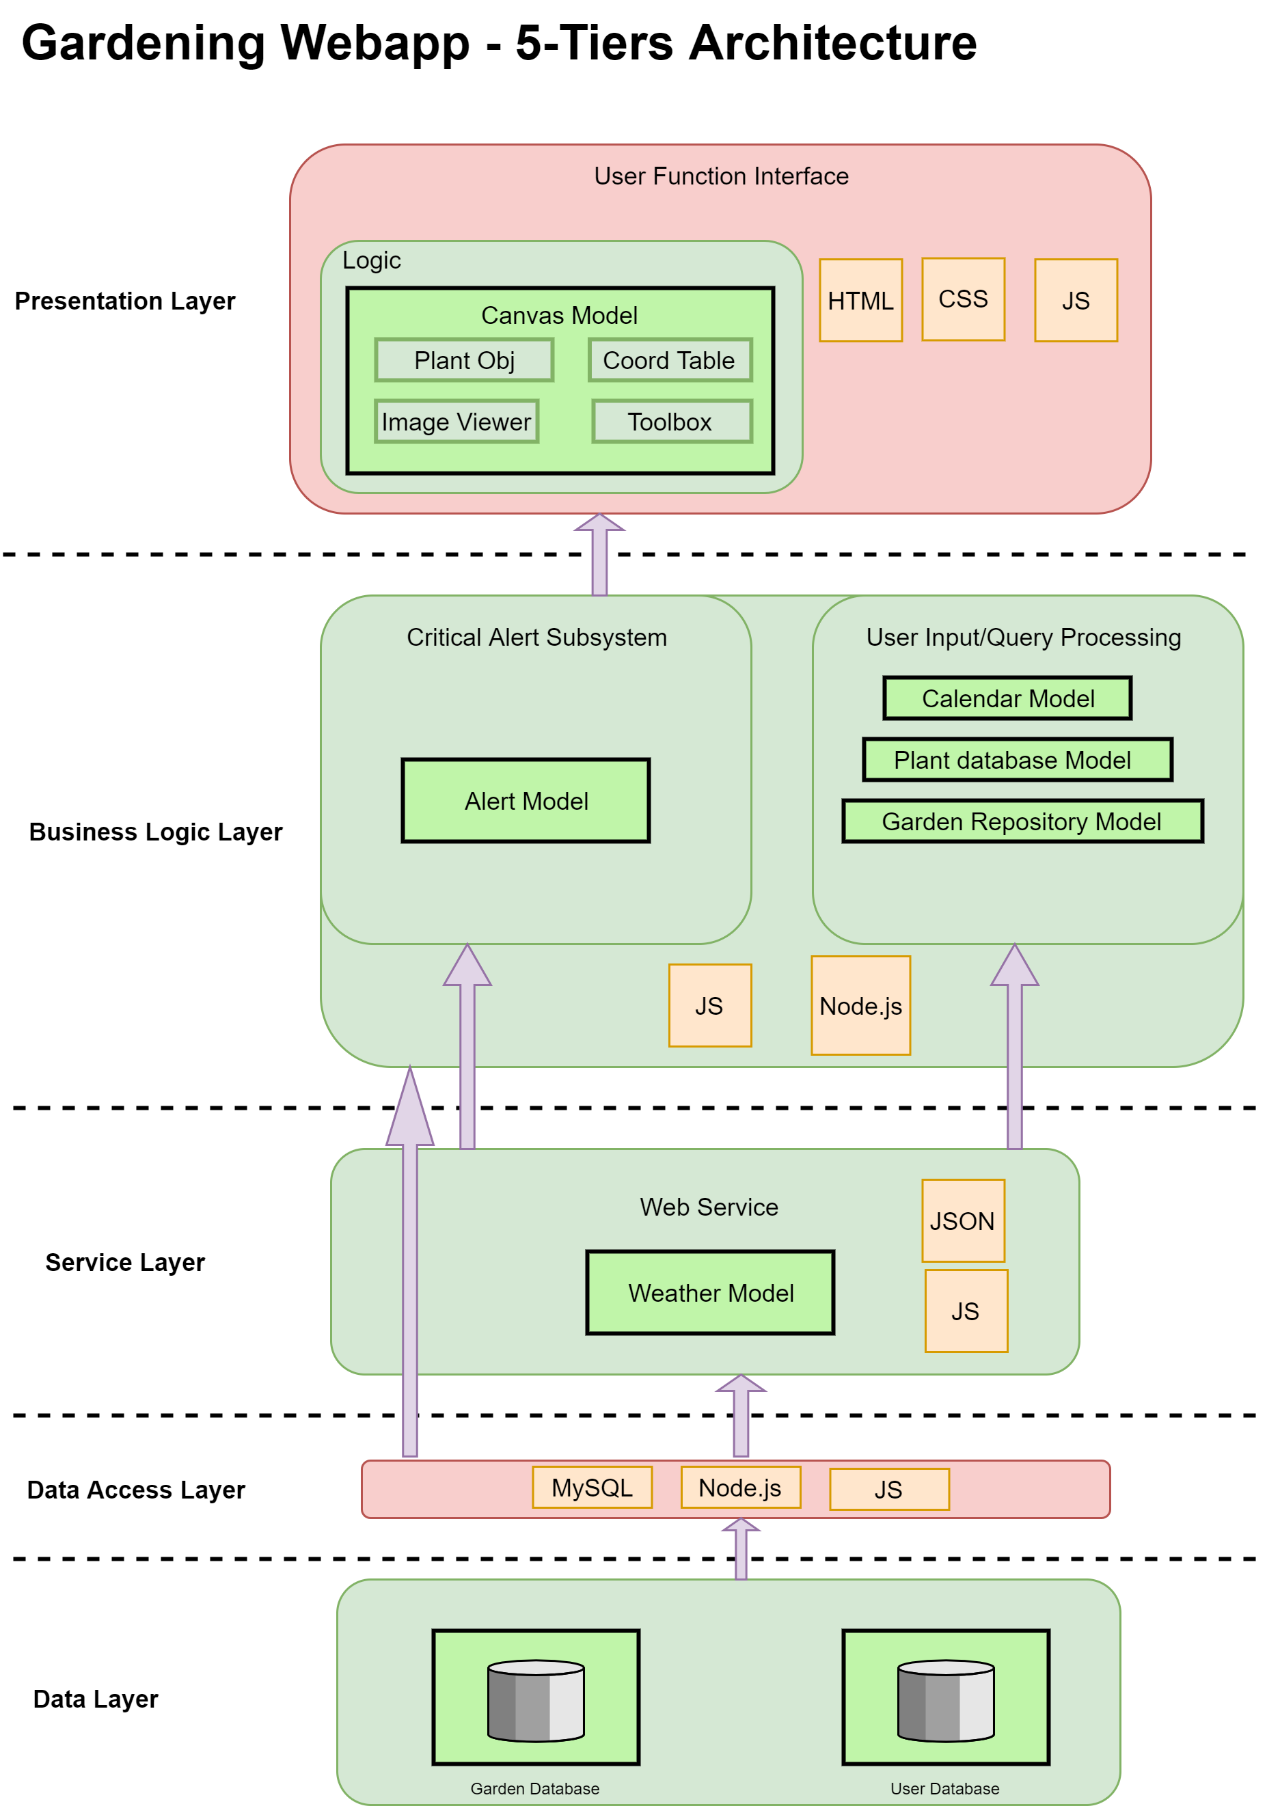 Gardening Webapp - 5-Tiers Architecture
User Function Interface
Presentation Layer
Logic
Canvas Model
Plant Obj
Coord Table
Image Viewer
Toolbox
HTML
CSS
JS
Business Logic Layer
Critical Alert Subsystem
Alert Model
User Input/Query Processing
Calendar Model
Plant database Model
Garden Repository Model
JS
Node.js
Service Layer
Web Service
Weather Model
JSON
JS
Data Access Layer
MySQL
Node.js
JS
Data Layer
Garden Database
User Database